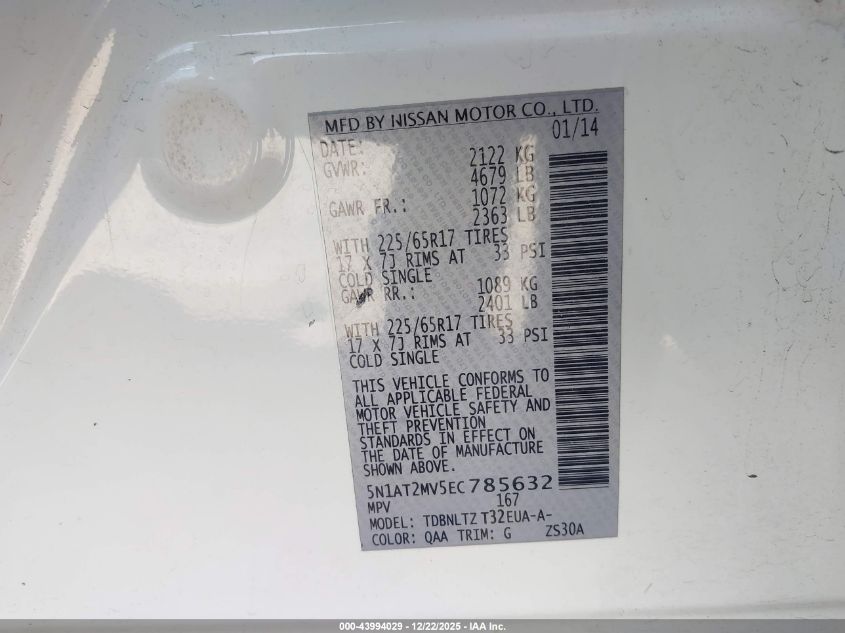 MFD BY NISSAN MOTOR CO., LTD.
DATE: 01/14
GVWR: 2122 KG
4679 LB
GAWR FR.: 1072 KG
2363 LB
WITH 225/65R17 TIRES
17 X 7J RIMS AT 33 PSI
COLD SINGLE
GAWR RR.: 1089 KG
2401 LB
WITH 225/65R17 TIRES
17 X 7J RIMS AT 33 PSI
COLD SINGLE
THIS VEHICLE CONFORMS TO
ALL APPLICABLE FEDERAL
MOTOR VEHICLE SAFETY AND
THEFT PREVENTION
STANDARDS IN EFFECT ON
THE DATE OF MANUFACTURE
SHOWN ABOVE.
5N1AT2MV5EC785632
MPV 167
MODEL: TDBNLTZ T32EUA-A-
COLOR: QAA TRIM: G ZS30A
000-43994029 - 12/22/2025 - IAA Inc.